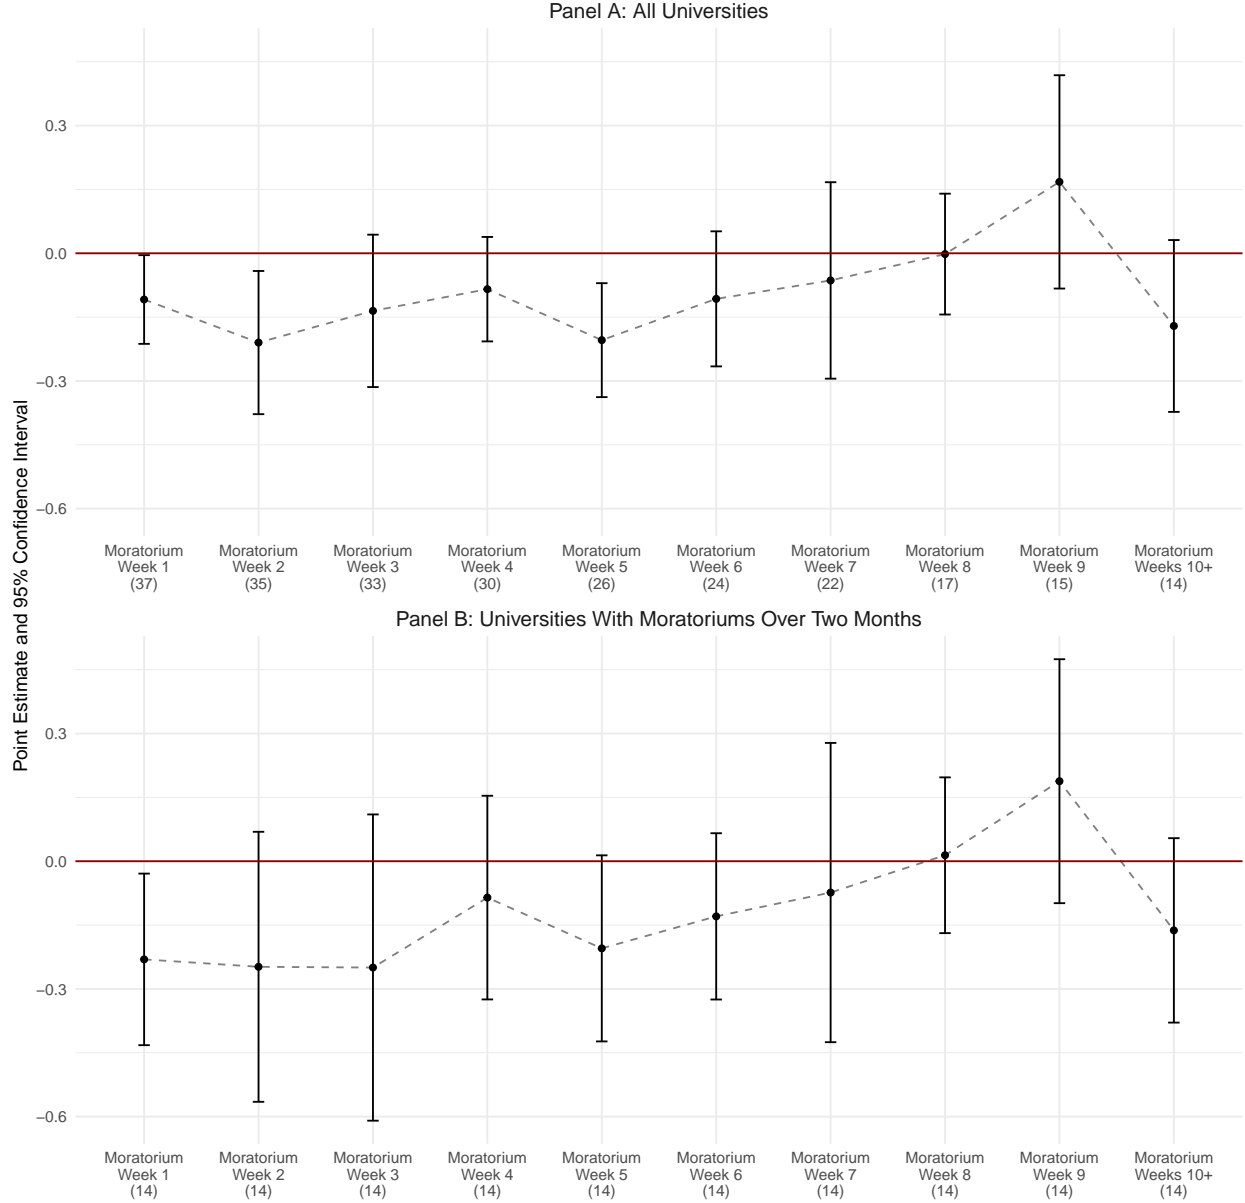 Panel A: All Universities
0.3
0.0
−0.3
−0.6
Moratorium Week 1 (37)
Moratorium Week 2 (35)
Moratorium Week 3 (33)
Moratorium Week 4 (30)
Moratorium Week 5 (26)
Moratorium Week 6 (24)
Moratorium Week 7 (22)
Moratorium Week 8 (17)
Moratorium Week 9 (15)
Moratorium Weeks 10+ (14)
Point Estimate and 95% Confidence Interval
Panel B: Universities With Moratoriums Over Two Months
0.3
0.0
−0.3
−0.6
Moratorium Week 1 (14)
Moratorium Week 2 (14)
Moratorium Week 3 (14)
Moratorium Week 4 (14)
Moratorium Week 5 (14)
Moratorium Week 6 (14)
Moratorium Week 7 (14)
Moratorium Week 8 (14)
Moratorium Week 9 (14)
Moratorium Weeks 10+ (14)